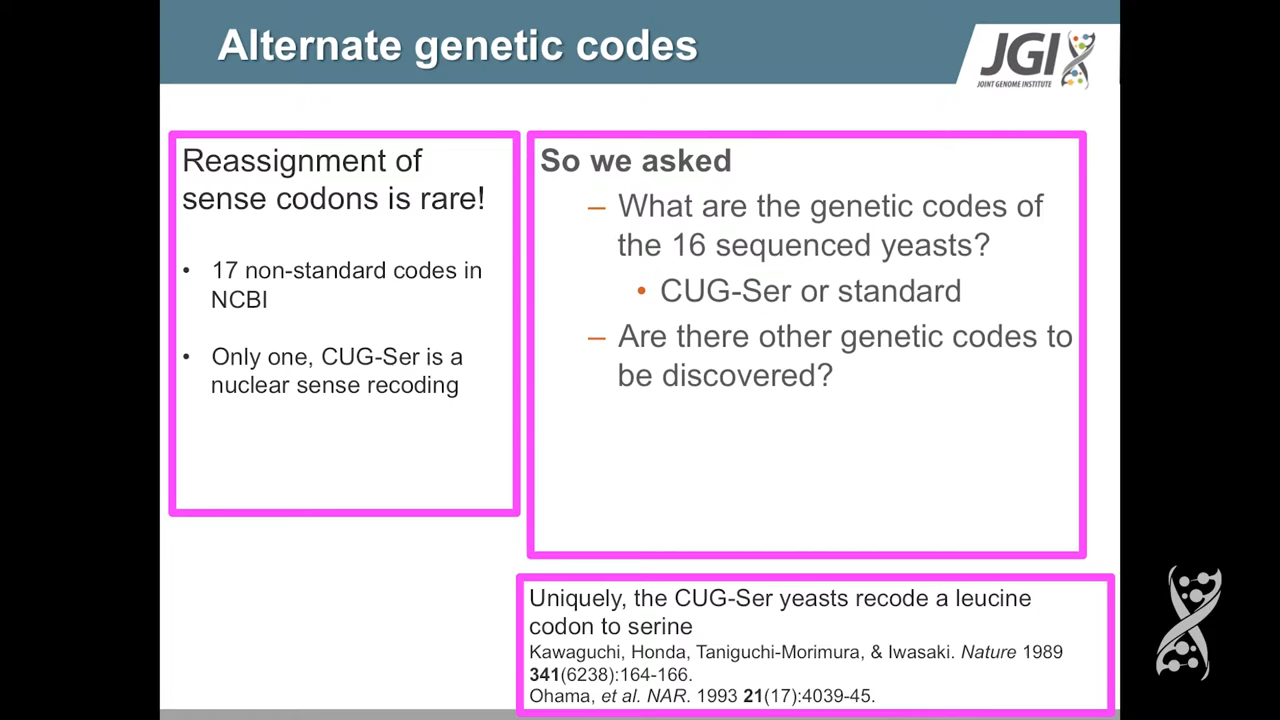 Alternate genetic codes
JGI
JOINT GENOME INSTITUTE
Reassignment of
sense codons is rare!
• 17 non-standard codes in
NCBI
• Only one, CUG-Ser is a
nuclear sense recoding
So we asked
– What are the genetic codes of
the 16 sequenced yeasts?
• CUG-Ser or standard
– Are there other genetic codes to
be discovered?
Uniquely, the CUG-Ser yeasts recode a leucine
codon to serine
Kawaguchi, Honda, Taniguchi-Morimura, & Iwasaki. Nature 1989
341(6238):164-166.
Ohama, et al. NAR. 1993 21(17):4039-45.